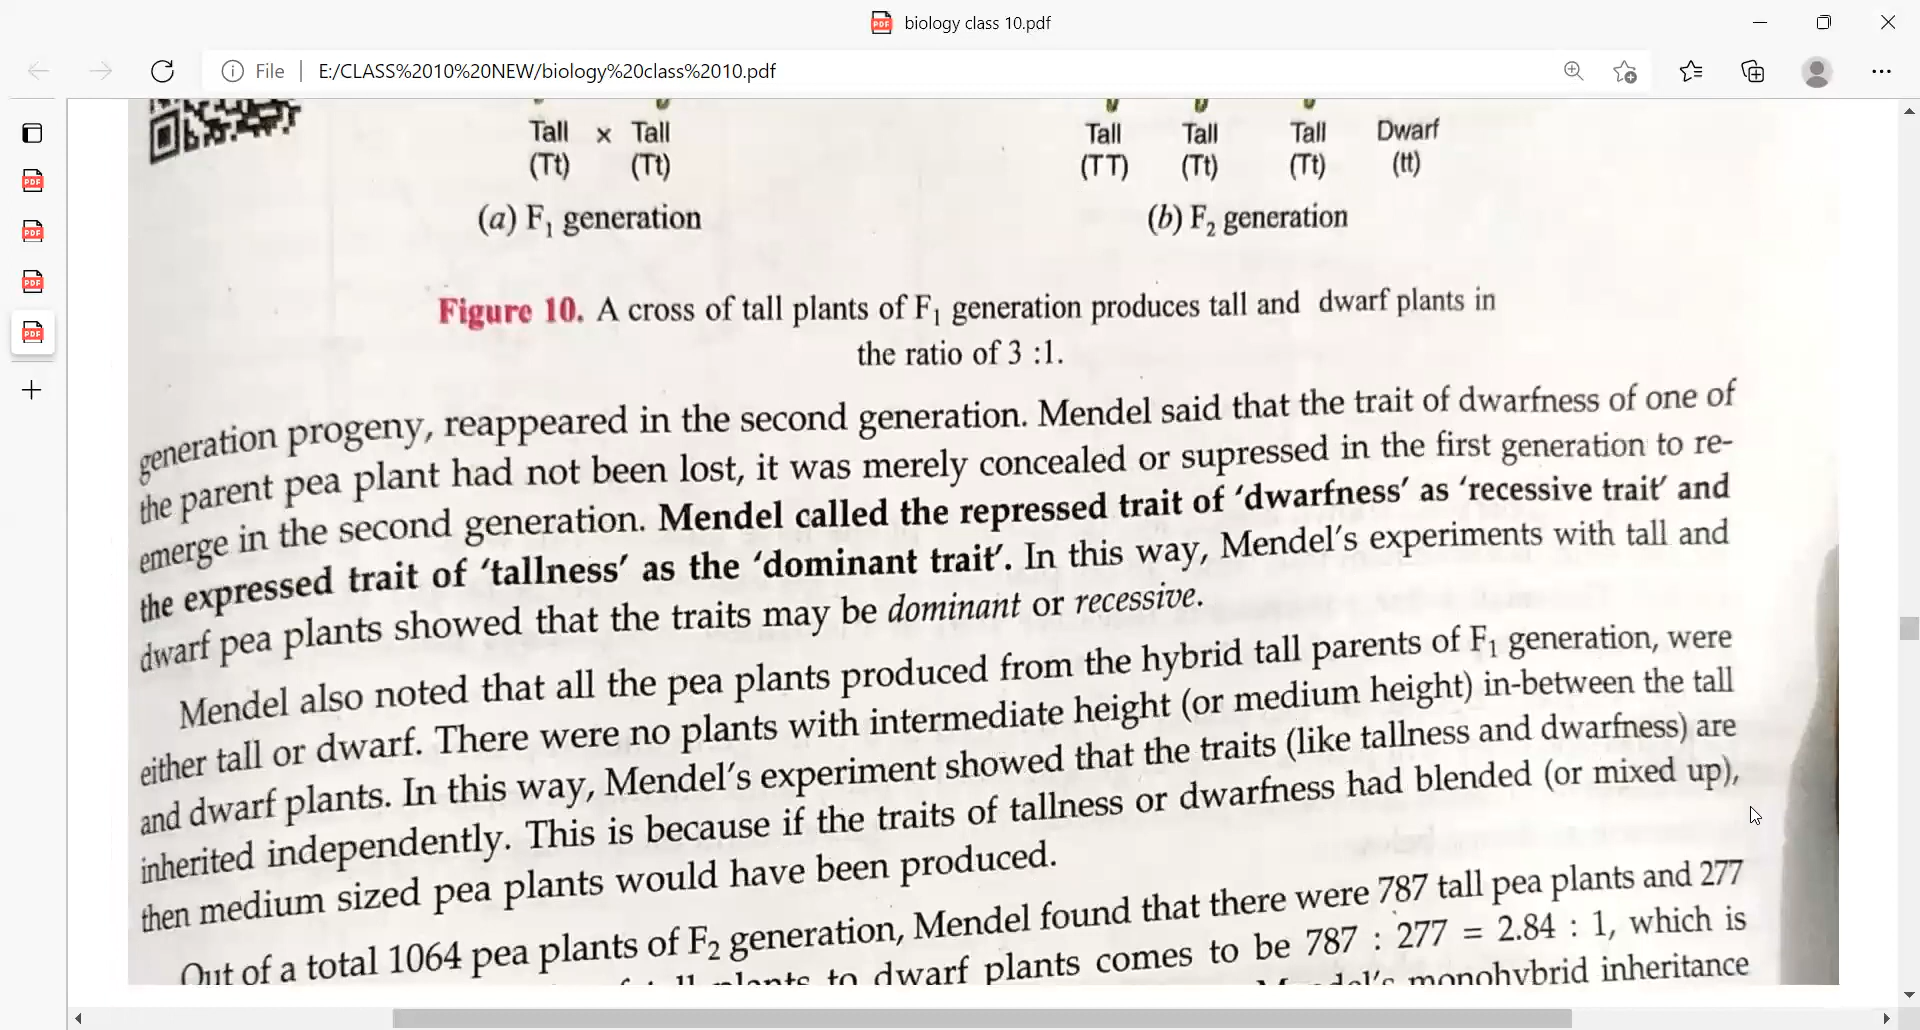 biology class 10.pdf
File | E:/CLASS%2010%20NEW/biology%20class%2010.pdf
Tall x Tall Tall Tall Tall Dwarf
(Tt) (Tt) (TT) (Tt) (Tt) (tt)
(a) F₁ generation (b) F₂ generation
Figure 10. A cross of tall plants of F₁ generation produces tall and dwarf plants in
the ratio of 3 :1.
generation progeny, reappeared in the second generation. Mendel said that the trait of dwarfness of one of
the parent pea plant had not been lost, it was merely concealed or supressed in the first generation to re-
emerge in the second generation. Mendel called the repressed trait of 'dwarfness' as 'recessive trait' and
the expressed trait of 'tallness' as the 'dominant trait'. In this way, Mendel's experiments with tall and
dwarf pea plants showed that the traits may be dominant or recessive.
Mendel also noted that all the pea plants produced from the hybrid tall parents of F₁ generation, were
either tall or dwarf. There were no plants with intermediate height (or medium height) in-between the tall
and dwarf plants. In this way, Mendel's experiment showed that the traits (like tallness and dwarfness) are
inherited independently. This is because if the traits of tallness or dwarfness had blended (or mixed up),
then medium sized pea plants would have been produced.
Out of a total 1064 pea plants of F₂ generation, Mendel found that there were 787 tall pea plants and 277
plants to dwarf plants comes to be 787 : 277 = 2.84 : 1, which is
monohybrid inheritance